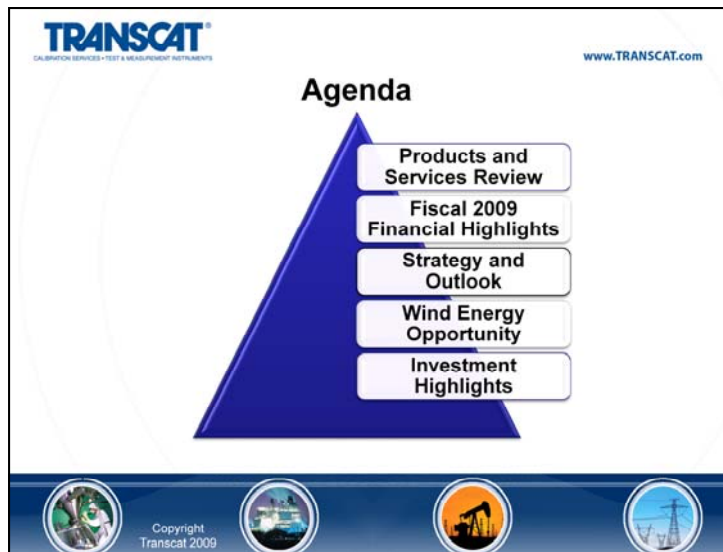 TRANSCAT®
CALIBRATION SERVICES • TEST & MEASUREMENT INSTRUMENTS
www.TRANSCAT.com
Agenda
Products and
Services Review
Fiscal 2009
Financial Highlights
Strategy and
Outlook
Wind Energy
Opportunity
Investment
Highlights
Copyright
Transcat 2009